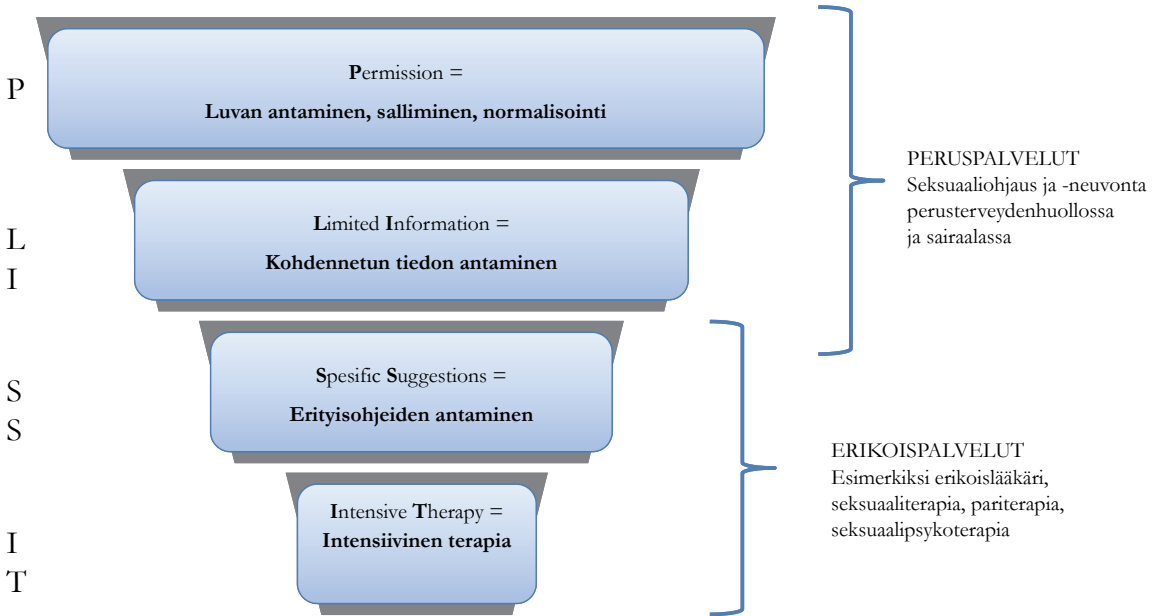 P
Permission =
Luvan antaminen, salliminen, normalisointi
L
I
Limited Information =
Kohdennetun tiedon antaminen
PERUSPALVELUT
Seksuaaliohjaus ja -neuvonta
perusterveydenhuollossa
ja sairaalassa
S
S
Spesific Suggestions =
Erityisohjeiden antaminen
I
T
Intensive Therapy =
Intensiivinen terapia
ERIKOISPALVELUT
Esimerkiksi erikoislääkäri,
seksuaaliterapia, pariterapia,
seksuaalipsykoterapia